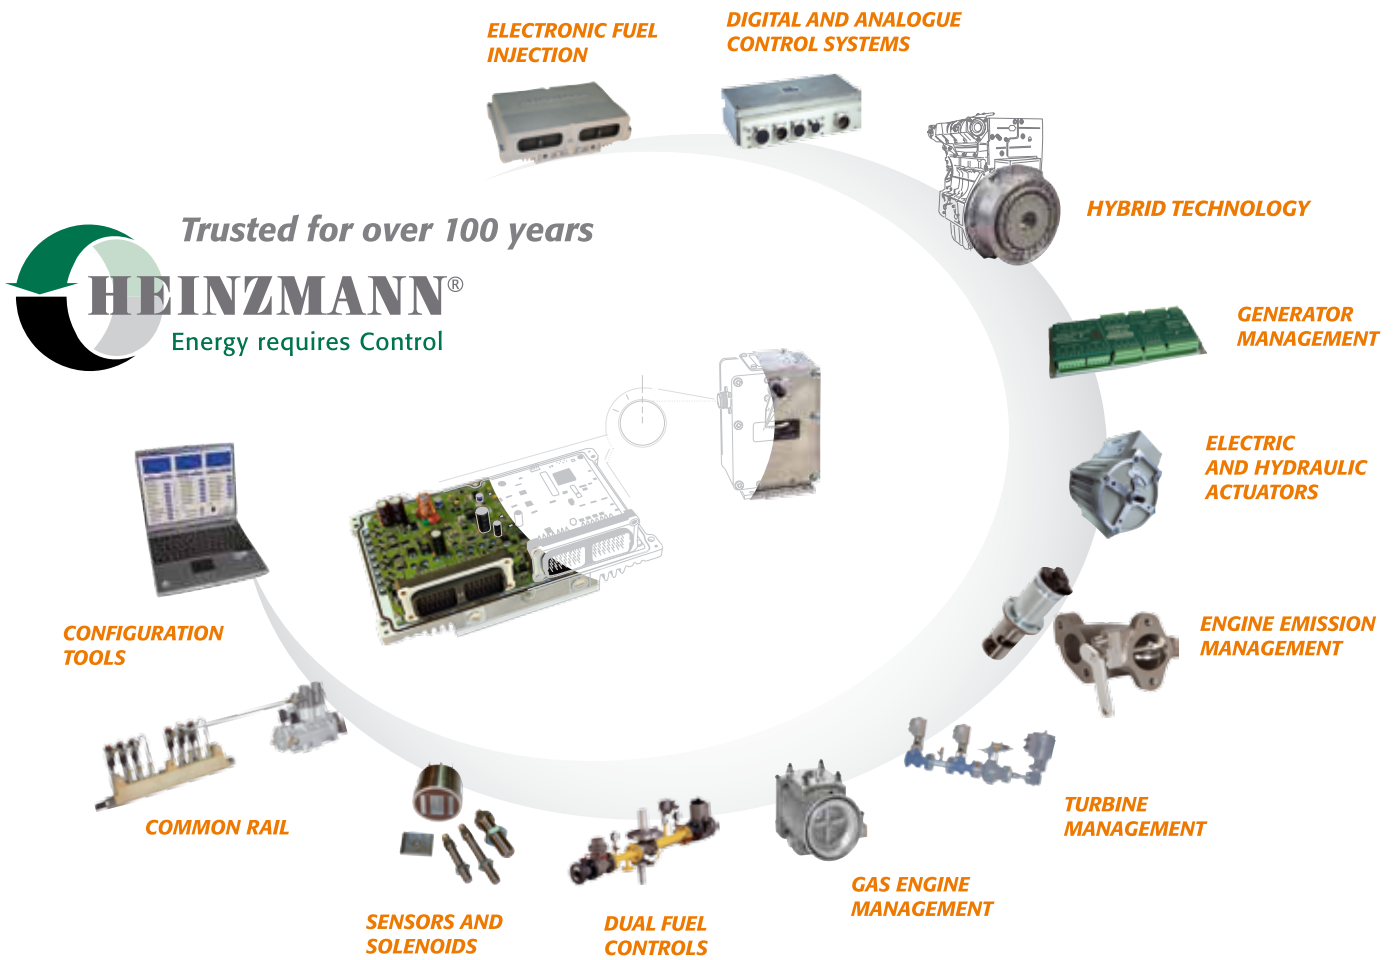 ELECTRONIC FUEL
INJECTION
DIGITAL AND ANALOGUE
CONTROL SYSTEMS
HYBRID TECHNOLOGY
Trusted for over 100 years
HEINZMANN®
Energy requires Control
GENERATOR
MANAGEMENT
ELECTRIC
AND HYDRAULIC
ACTUATORS
ENGINE EMISSION
MANAGEMENT
TURBINE
MANAGEMENT
GAS ENGINE
MANAGEMENT
DUAL FUEL
CONTROLS
SENSORS AND
SOLENOIDS
COMMON RAIL
CONFIGURATION
TOOLS